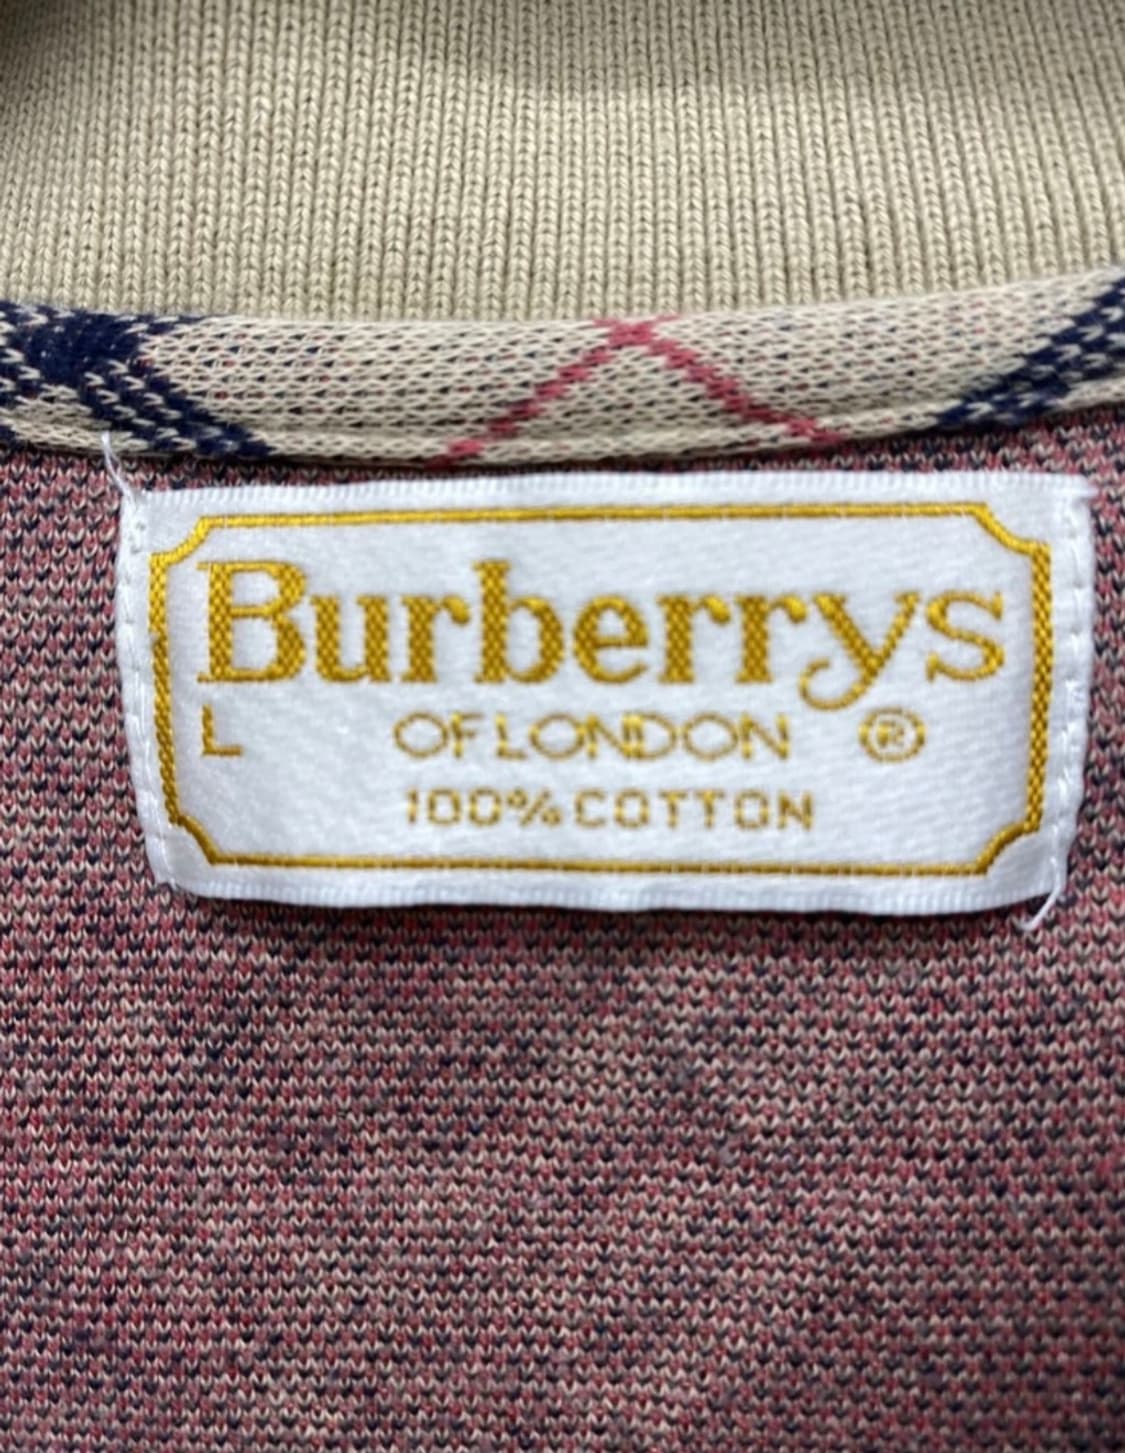 Burberrys
L OF LONDON ®
100% COTTON